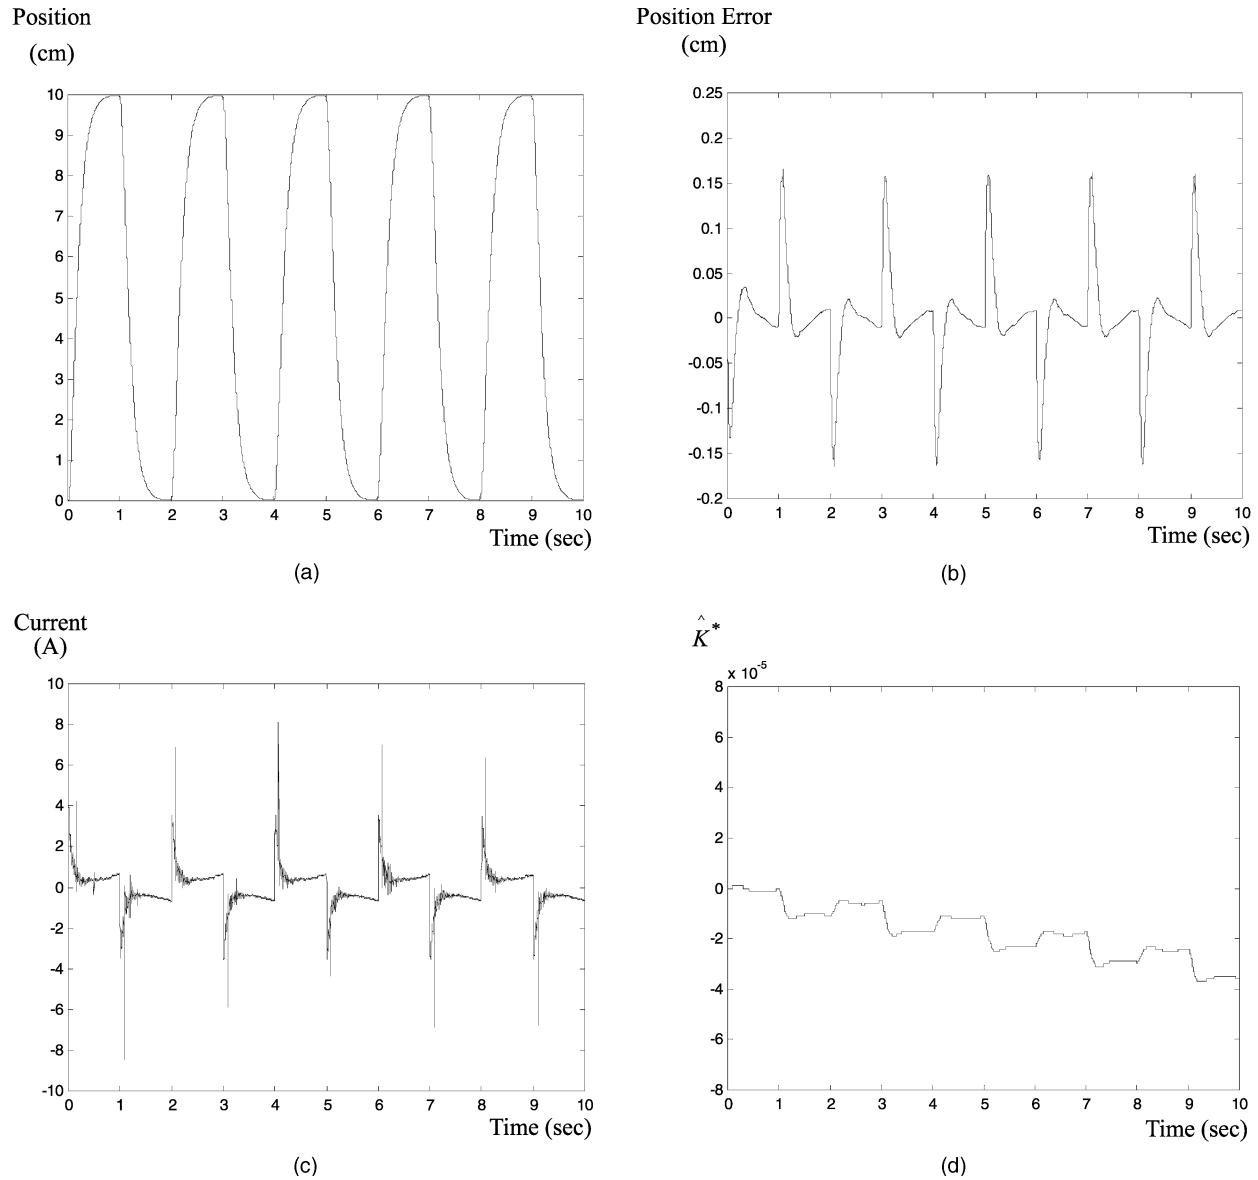 Position
(cm)
10
9
8
7
6
5
4
3
2
1
0
0 1 2 3 4 5 6 7 8 9 10
Time (sec)
(a)
Position Error
(cm)
0.25
0.2
0.15
0.1
0.05
0
-0.05
-0.1
-0.15
-0.2
0 1 2 3 4 5 6 7 8 9 10
Time (sec)
(b)
Current
(A)
10
8
6
4
2
0
-2
-4
-6
-8
-10
0 1 2 3 4 5 6 7 8 9 10
Time (sec)
(c)
K̂*
x 10⁻⁵
8
6
4
2
0
-2
-4
-6
-8
0 1 2 3 4 5 6 7 8 9 10
Time (sec)
(d)